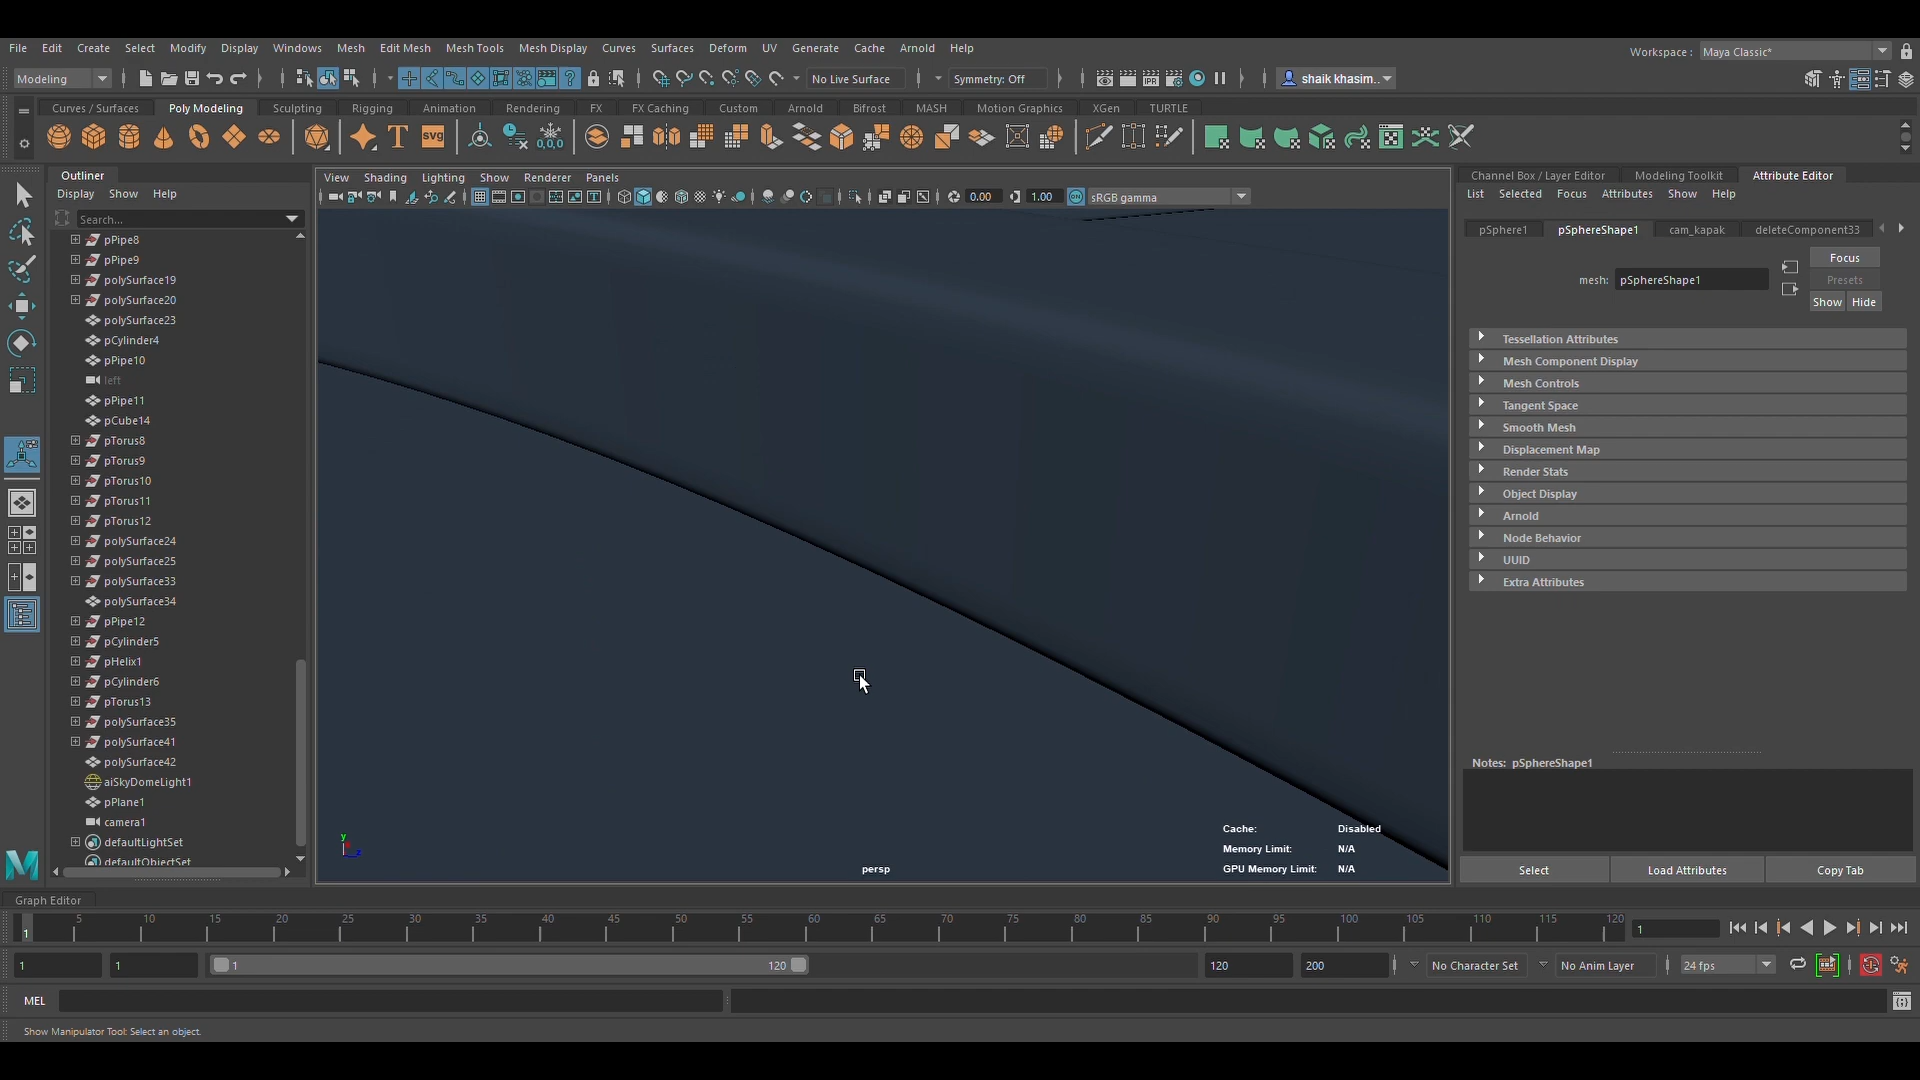 File Edit Create Select Modify Display Windows Mesh Edit Mesh Mesh Tools Mesh Display Curves Surfaces Deform UV Generate Cache Arnold Help
Workspace : Maya Classic*
Modeling
No Live Surface
Symmetry: Off
shaik khasim..
Curves / Surfaces Poly Modeling Sculpting Rigging Animation Rendering FX FX Caching Custom Arnold Bifrost MASH Motion Graphics XGen TURTLE
T SVG 0,0,0
Outliner
Display Show Help
Search...
pPipe8
pPipe9
polySurface19
polySurface20
polySurface23
pCylinder4
pPipe10
left
pPipe11
pCube14
pTorus8
pTorus9
pTorus10
pTorus11
pTorus12
polySurface24
polySurface25
polySurface33
polySurface34
pPipe12
pCylinder5
pHelix1
pCylinder6
pTorus13
polySurface35
polySurface41
polySurface42
aiSkyDomeLight1
pPlane1
camera1
defaultLightSet
defaultObjectSet
View Shading Lighting Show Renderer Panels
0.00 1.00 ON sRGB gamma
y
z
persp
Cache: Disabled
Memory Limit: N/A
GPU Memory Limit: N/A
Channel Box / Layer Editor Modeling Toolkit Attribute Editor
List Selected Focus Attributes Show Help
pSphere1 pSphereShape1 cam_kapak deleteComponent33
mesh: pSphereShape1
Focus
Presets
Show Hide
Tessellation Attributes
Mesh Component Display
Mesh Controls
Tangent Space
Smooth Mesh
Displacement Map
Render Stats
Object Display
Arnold
Node Behavior
UUID
Extra Attributes
Notes: pSphereShape1
Select Load Attributes Copy Tab
Graph Editor
1 5 10 15 20 25 30 35 40 45 50 55 60 65 70 75 80 85 90 95 100 105 110 115 120
1
1 1 1 120 120 200 No Character Set No Anim Layer 24 fps
MEL
Show Manipulator Tool: Select an object.